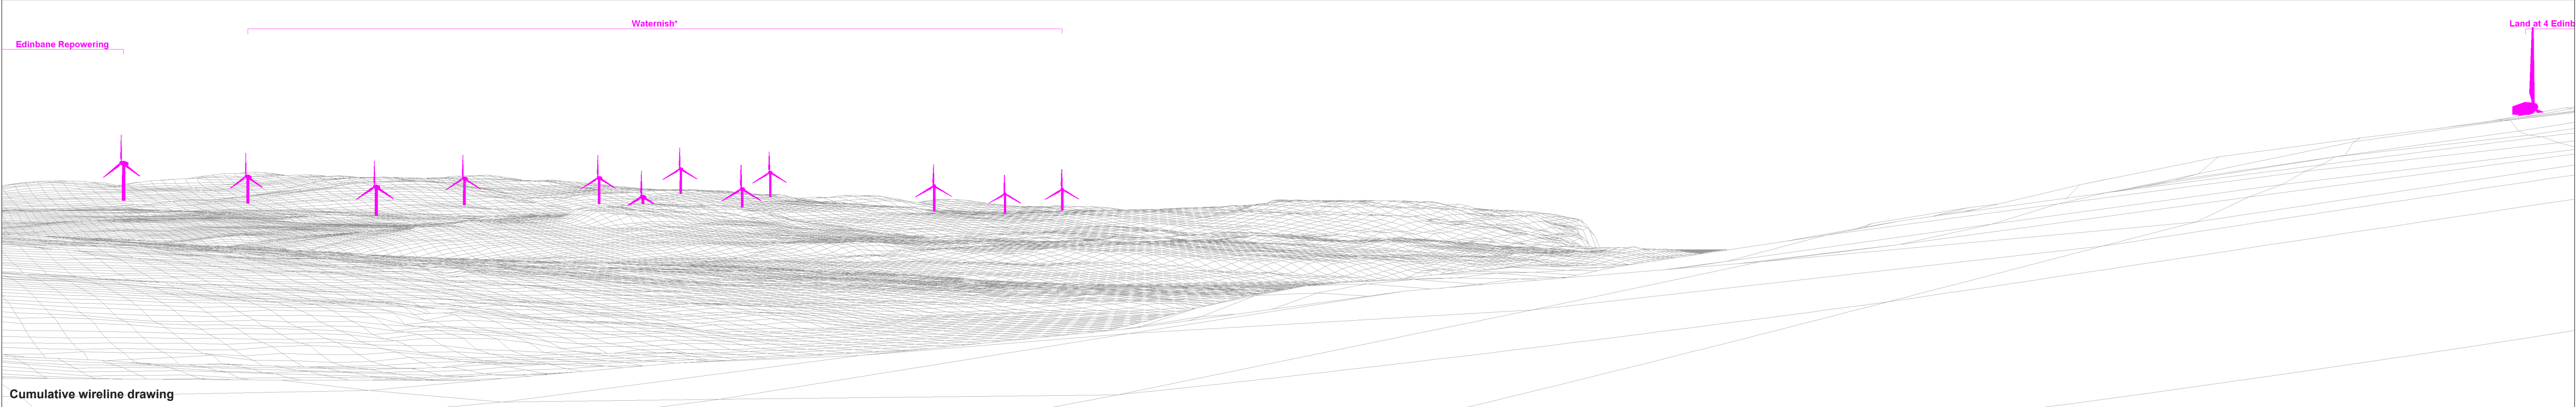 Waternish*
Land at 4 Edinb
Edinbane Repowering
Cumulative wireline drawing